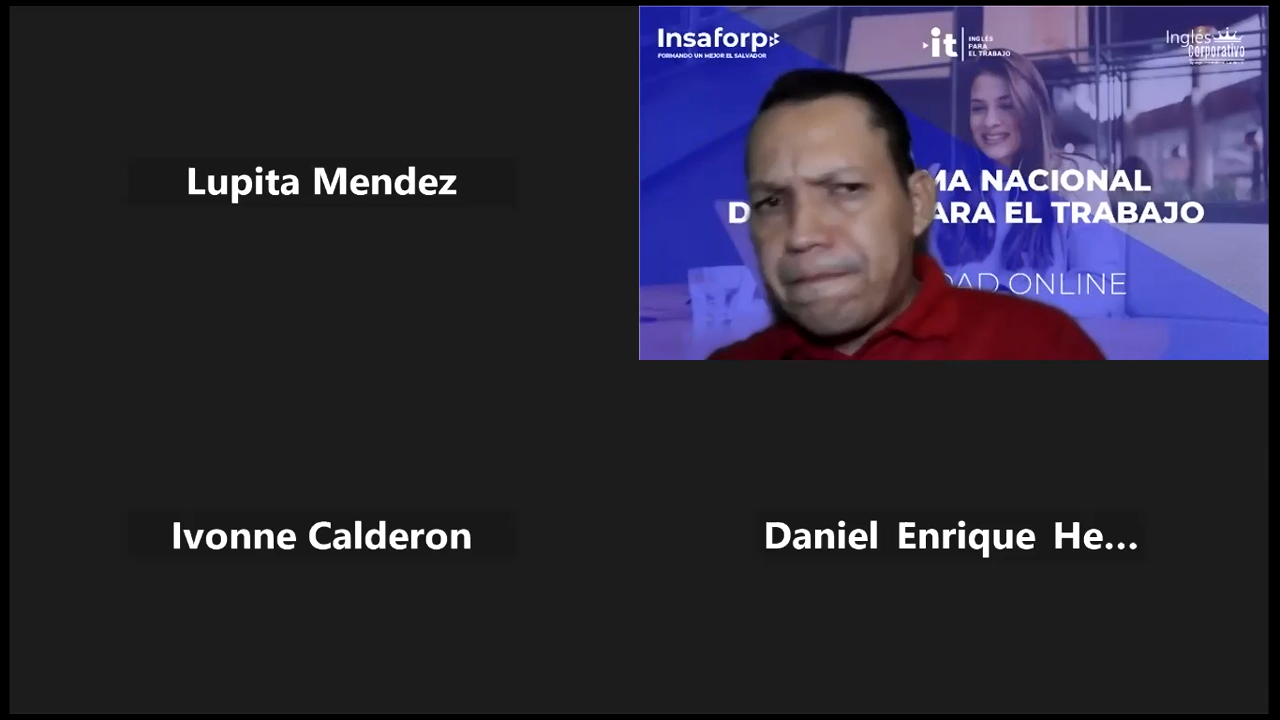 Lupita Mendez
Insaforp
FORMANDO UN MEJOR EL SALVADOR
it
INGLÉS
PARA
EL TRABAJO
Inglés
Corporativo
MA NACIONAL
D ARA EL TRABAJO
DAD ONLINE
Ivonne Calderon
Daniel Enrique He...